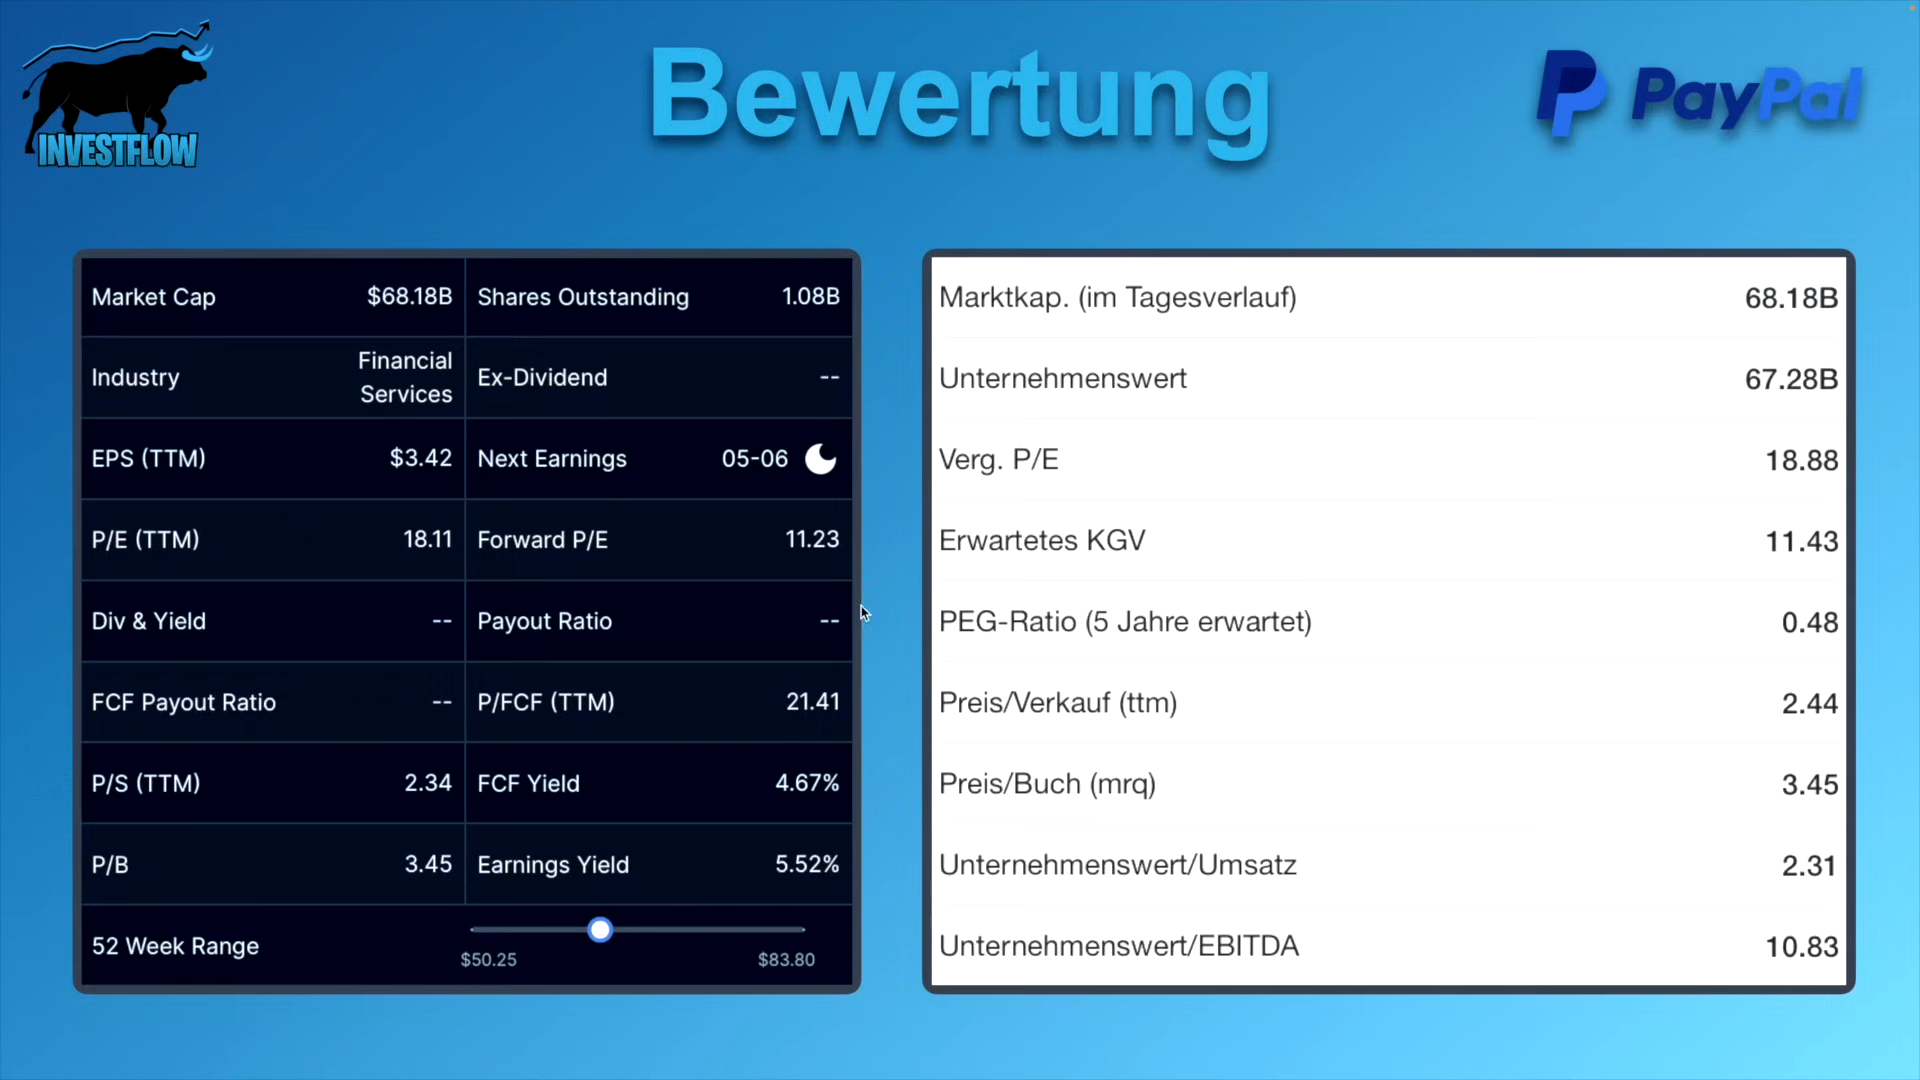 INVESTFLOW
Bewertung
PayPal
Market Cap $68.18B Shares Outstanding 1.08B
Industry Financial Services Ex-Dividend --
EPS (TTM) $3.42 Next Earnings 05-06
P/E (TTM) 18.11 Forward P/E 11.23
Div & Yield -- Payout Ratio --
FCF Payout Ratio -- P/FCF (TTM) 21.41
P/S (TTM) 2.34 FCF Yield 4.67%
P/B 3.45 Earnings Yield 5.52%
52 Week Range $50.25 $83.80
Marktkap. (im Tagesverlauf) 68.18B
Unternehmenswert 67.28B
Verg. P/E 18.88
Erwartetes KGV 11.43
PEG-Ratio (5 Jahre erwartet) 0.48
Preis/Verkauf (ttm) 2.44
Preis/Buch (mrq) 3.45
Unternehmenswert/Umsatz 2.31
Unternehmenswert/EBITDA 10.83